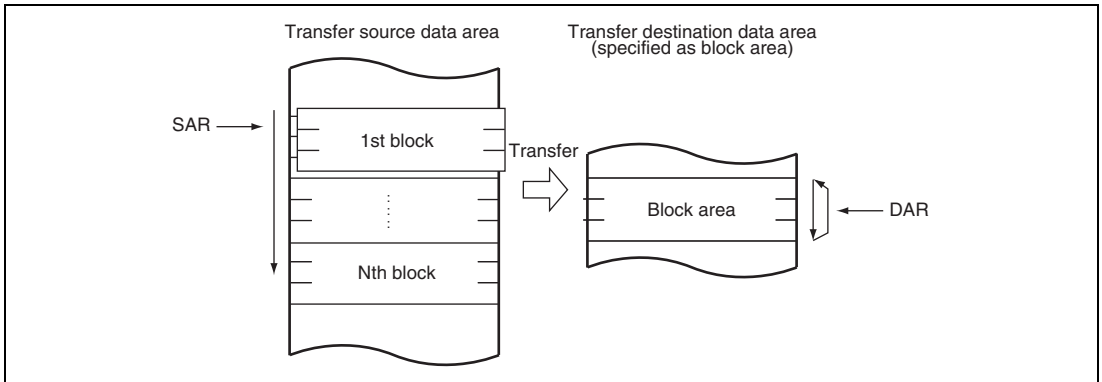 Transfer source data area
Transfer destination data area
(specified as block area)
SAR
1st block
Transfer
Block area
DAR
Nth block